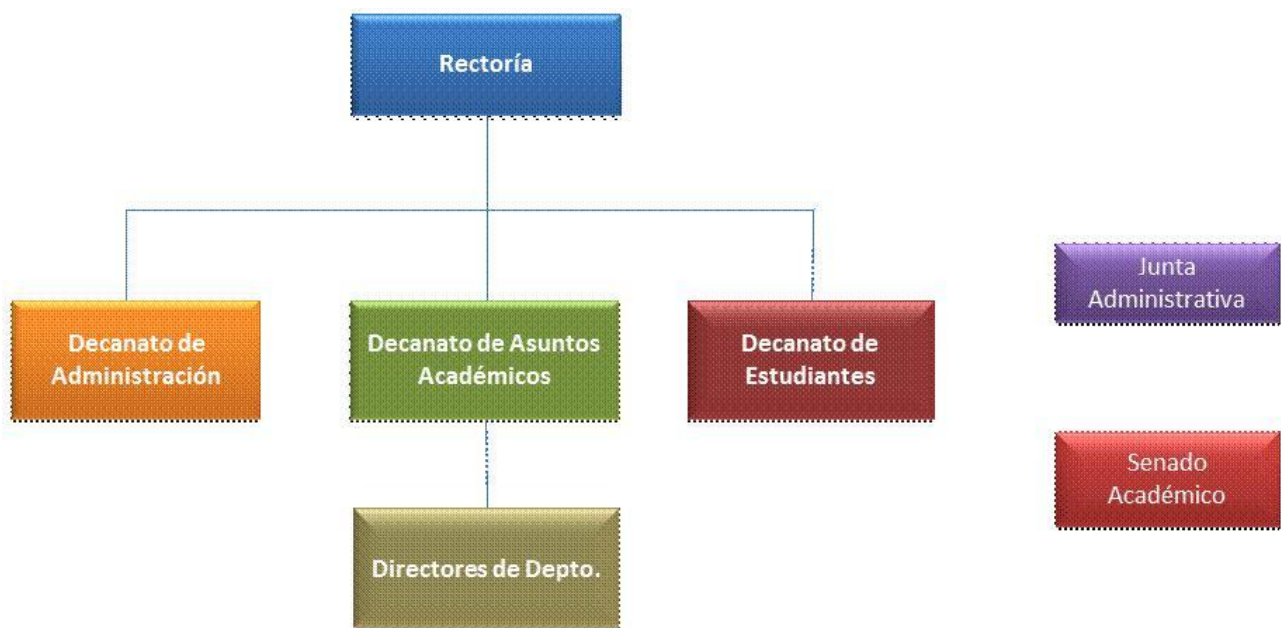 Rectoría
Decanato de
Administración
Decanato de Asuntos
Académicos
Decanato de
Estudiantes
Directores de Depto.
Junta
Administrativa
Senado
Académico